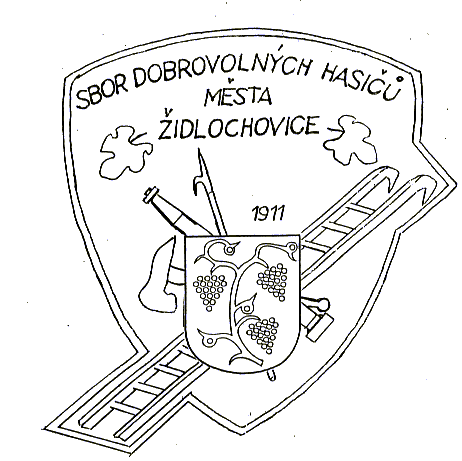 SBOR DOBROVOLNÝCH HASIČŮ
MĚSTA
ŽIDLOCHOVICE
1911